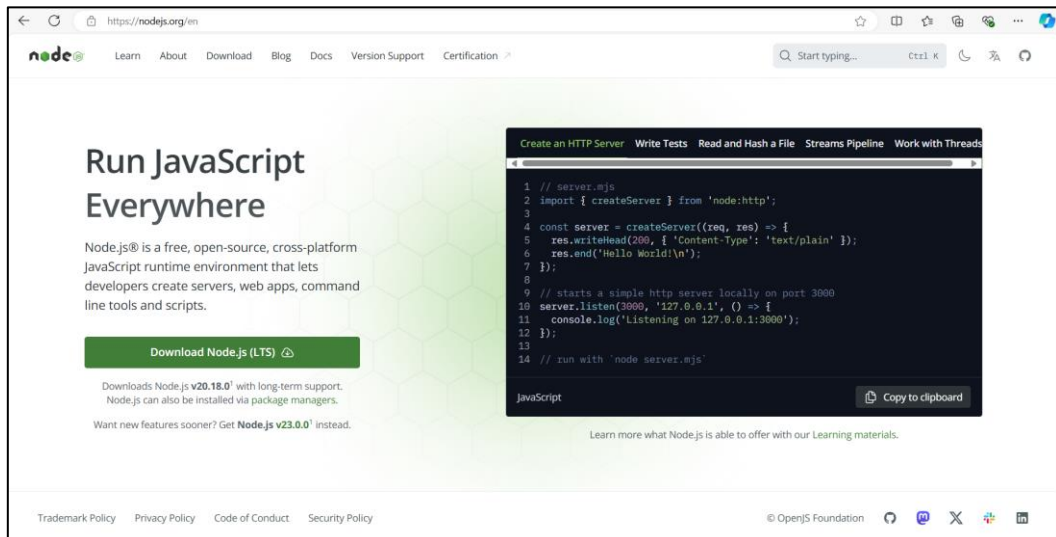 https://nodejs.org/en
node
Learn About Download Blog Docs Version Support Certification
Start typing... Ctrl K
Run JavaScript
Everywhere
Node.js® is a free, open-source, cross-platform
JavaScript runtime environment that lets
developers create servers, web apps, command
line tools and scripts.
Download Node.js (LTS)
Downloads Node.js v20.18.0¹ with long-term support.
Node.js can also be installed via package managers.
Want new features sooner? Get Node.js v23.0.0¹ instead.
Create an HTTP Server Write Tests Read and Hash a File Streams Pipeline Work with Threads
1 // server.mjs
2 import { createServer } from 'node:http';
3
4 const server = createServer((req, res) => {
5   res.writeHead(200, { 'Content-Type': 'text/plain' });
6   res.end('Hello World!\n');
7 });
8
9 // starts a simple http server locally on port 3000
10 server.listen(3000, '127.0.0.1', () => {
11   console.log('Listening on 127.0.0.1:3000');
12 });
13
14 // run with `node server.mjs`
JavaScript Copy to clipboard
Learn more what Node.js is able to offer with our Learning materials.
Trademark Policy Privacy Policy Code of Conduct Security Policy © OpenJS Foundation